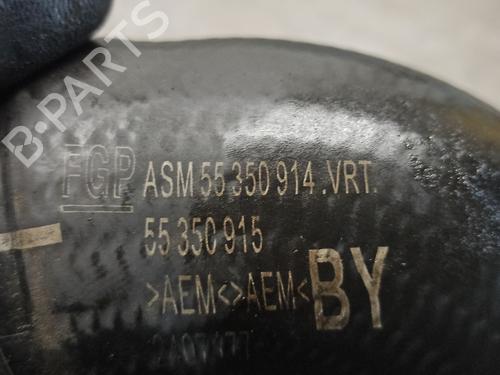 B-PARTS
FGP ASM 55 350 914 .VRT.
55 350 915
>AEM<>AEM<
BY